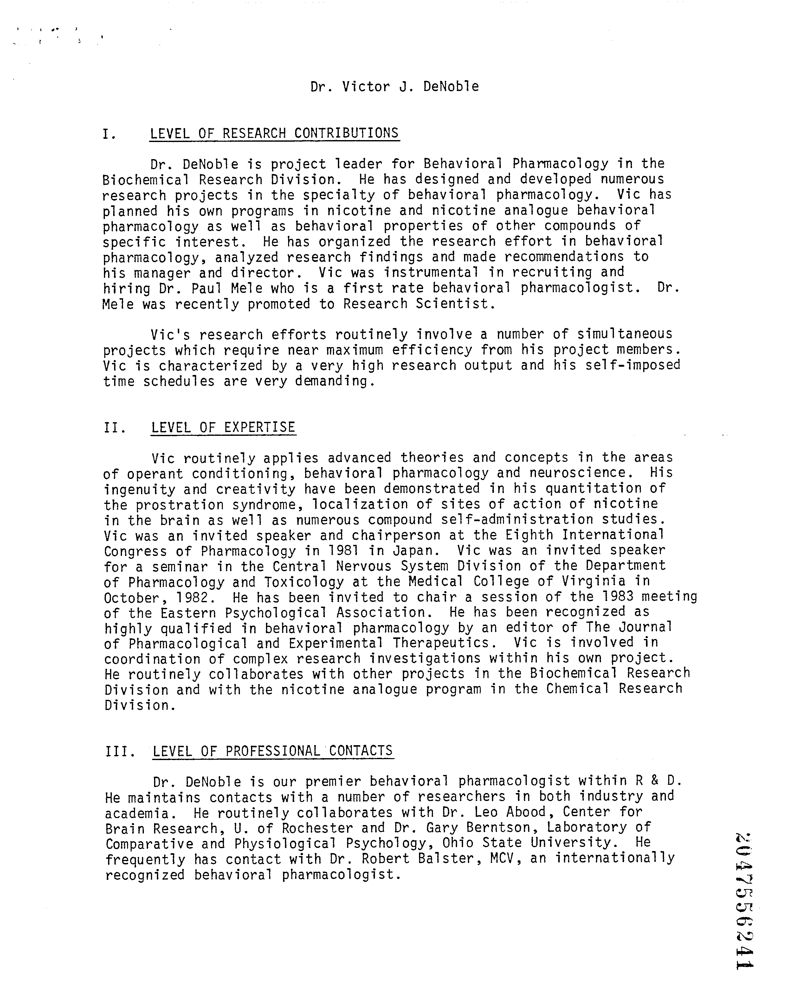 Dr. Victor J. DeNoble
I. LEVEL OF RESEARCH CONTRIBUTIONS
Dr. DeNoble is project leader for Behavioral Pharmacology in the
Biochemical Research Division. He has designed and developed numerous
research projects in the specialty of behavioral pharmacology. Vic has
planned his own programs in nicotine and nicotine analogue behavioral
pharmacology as well as behavioral properties of other compounds of
specific interest. He has organized the research effort in behavioral
pharmacology, analyzed research findings and made recommendations to
his manager and director. Vic was instrumental in recruiting and
hiring Dr. Paul Mele who is a first rate behavioral pharmacologist. Dr.
Mele was recently promoted to Research Scientist.
Vic's research efforts routinely involve a number of simultaneous
projects which require near maximum efficiency from his project members.
Vic is characterized by a very high research output and his self-imposed
time schedules are very demanding.
II. LEVEL OF EXPERTISE
Vic routinely applies advanced theories and concepts in the areas
of operant conditioning, behavioral pharmacology and neuroscience. His
ingenuity and creativity have been demonstrated in his quantitation of
the prostration syndrome, localization of sites of action of nicotine
in the brain as well as numerous compound self-administration studies.
Vic was an invited speaker and chairperson at the Eighth International
Congress of Pharmacology in 1981 in Japan. Vic was an invited speaker
for a seminar in the Central Nervous System Division of the Department
of Pharmacology and Toxicology at the Medical College of Virginia in
October, 1982. He has been invited to chair a session of the 1983 meeting
of the Eastern Psychological Association. He has been recognized as
highly qualified in behavioral pharmacology by an editor of The Journal
of Pharmacological and Experimental Therapeutics. Vic is involved in
coordination of complex research investigations within his own project.
He routinely collaborates with other projects in the Biochemical Research
Division and with the nicotine analogue program in the Chemical Research
Division.
III. LEVEL OF PROFESSIONAL CONTACTS
Dr. DeNoble is our premier behavioral pharmacologist within R & D.
He maintains contacts with a number of researchers in both industry and
academia. He routinely collaborates with Dr. Leo Abood, Center for
Brain Research, U. of Rochester and Dr. Gary Berntson, Laboratory of
Comparative and Physiological Psychology, Ohio State University. He
frequently has contact with Dr. Robert Balster, MCV, an internationally
recognized behavioral pharmacologist.
2047556241